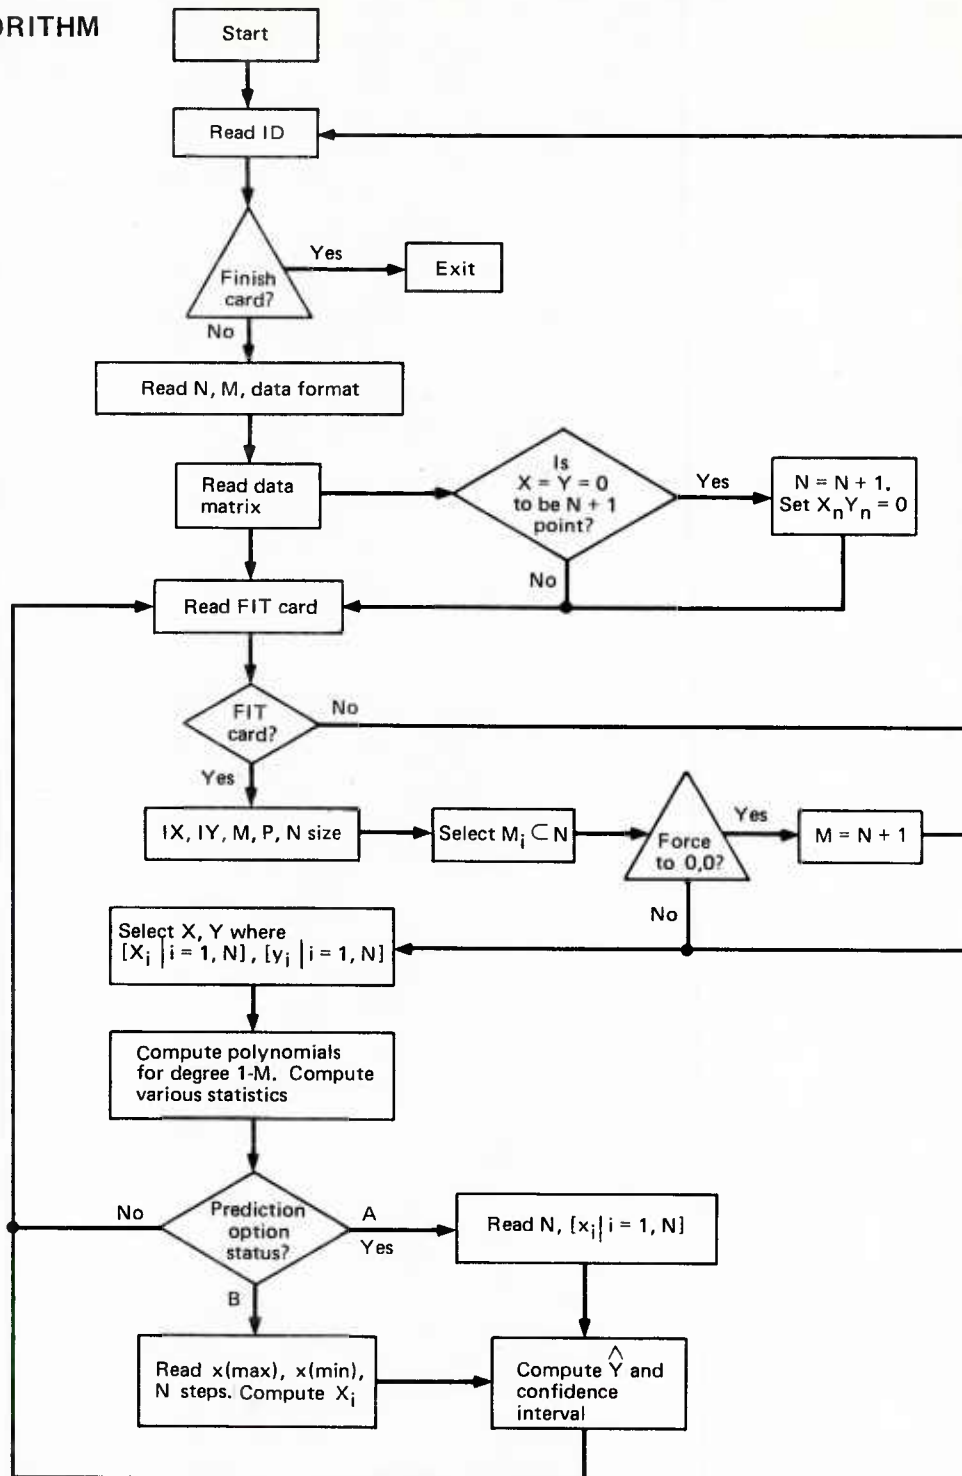 ORITHM
Start
Read ID
Yes
Exit
Finish
card?
No
Read N, M, data format
Read data
matrix
Is
X = Y = 0
to be N + 1
point?
Yes
N = N + 1.
Set XₙYₙ = 0
No
Read FIT card
FIT
card?
No
Yes
IX, IY, M, P, N size
Select Mᵢ ⊂ N
Force
to 0,0?
Yes
M = N + 1
No
Select X, Y where
[Xᵢ | i = 1, N], [yᵢ | i = 1, N]
Compute polynomials
for degree 1-M. Compute
various statistics
No
Prediction
option
status?
A
Yes
Read N, [xᵢ | i = 1, N]
B
Read x(max), x(min),
N steps. Compute Xᵢ
Compute Ŷ and
confidence
interval